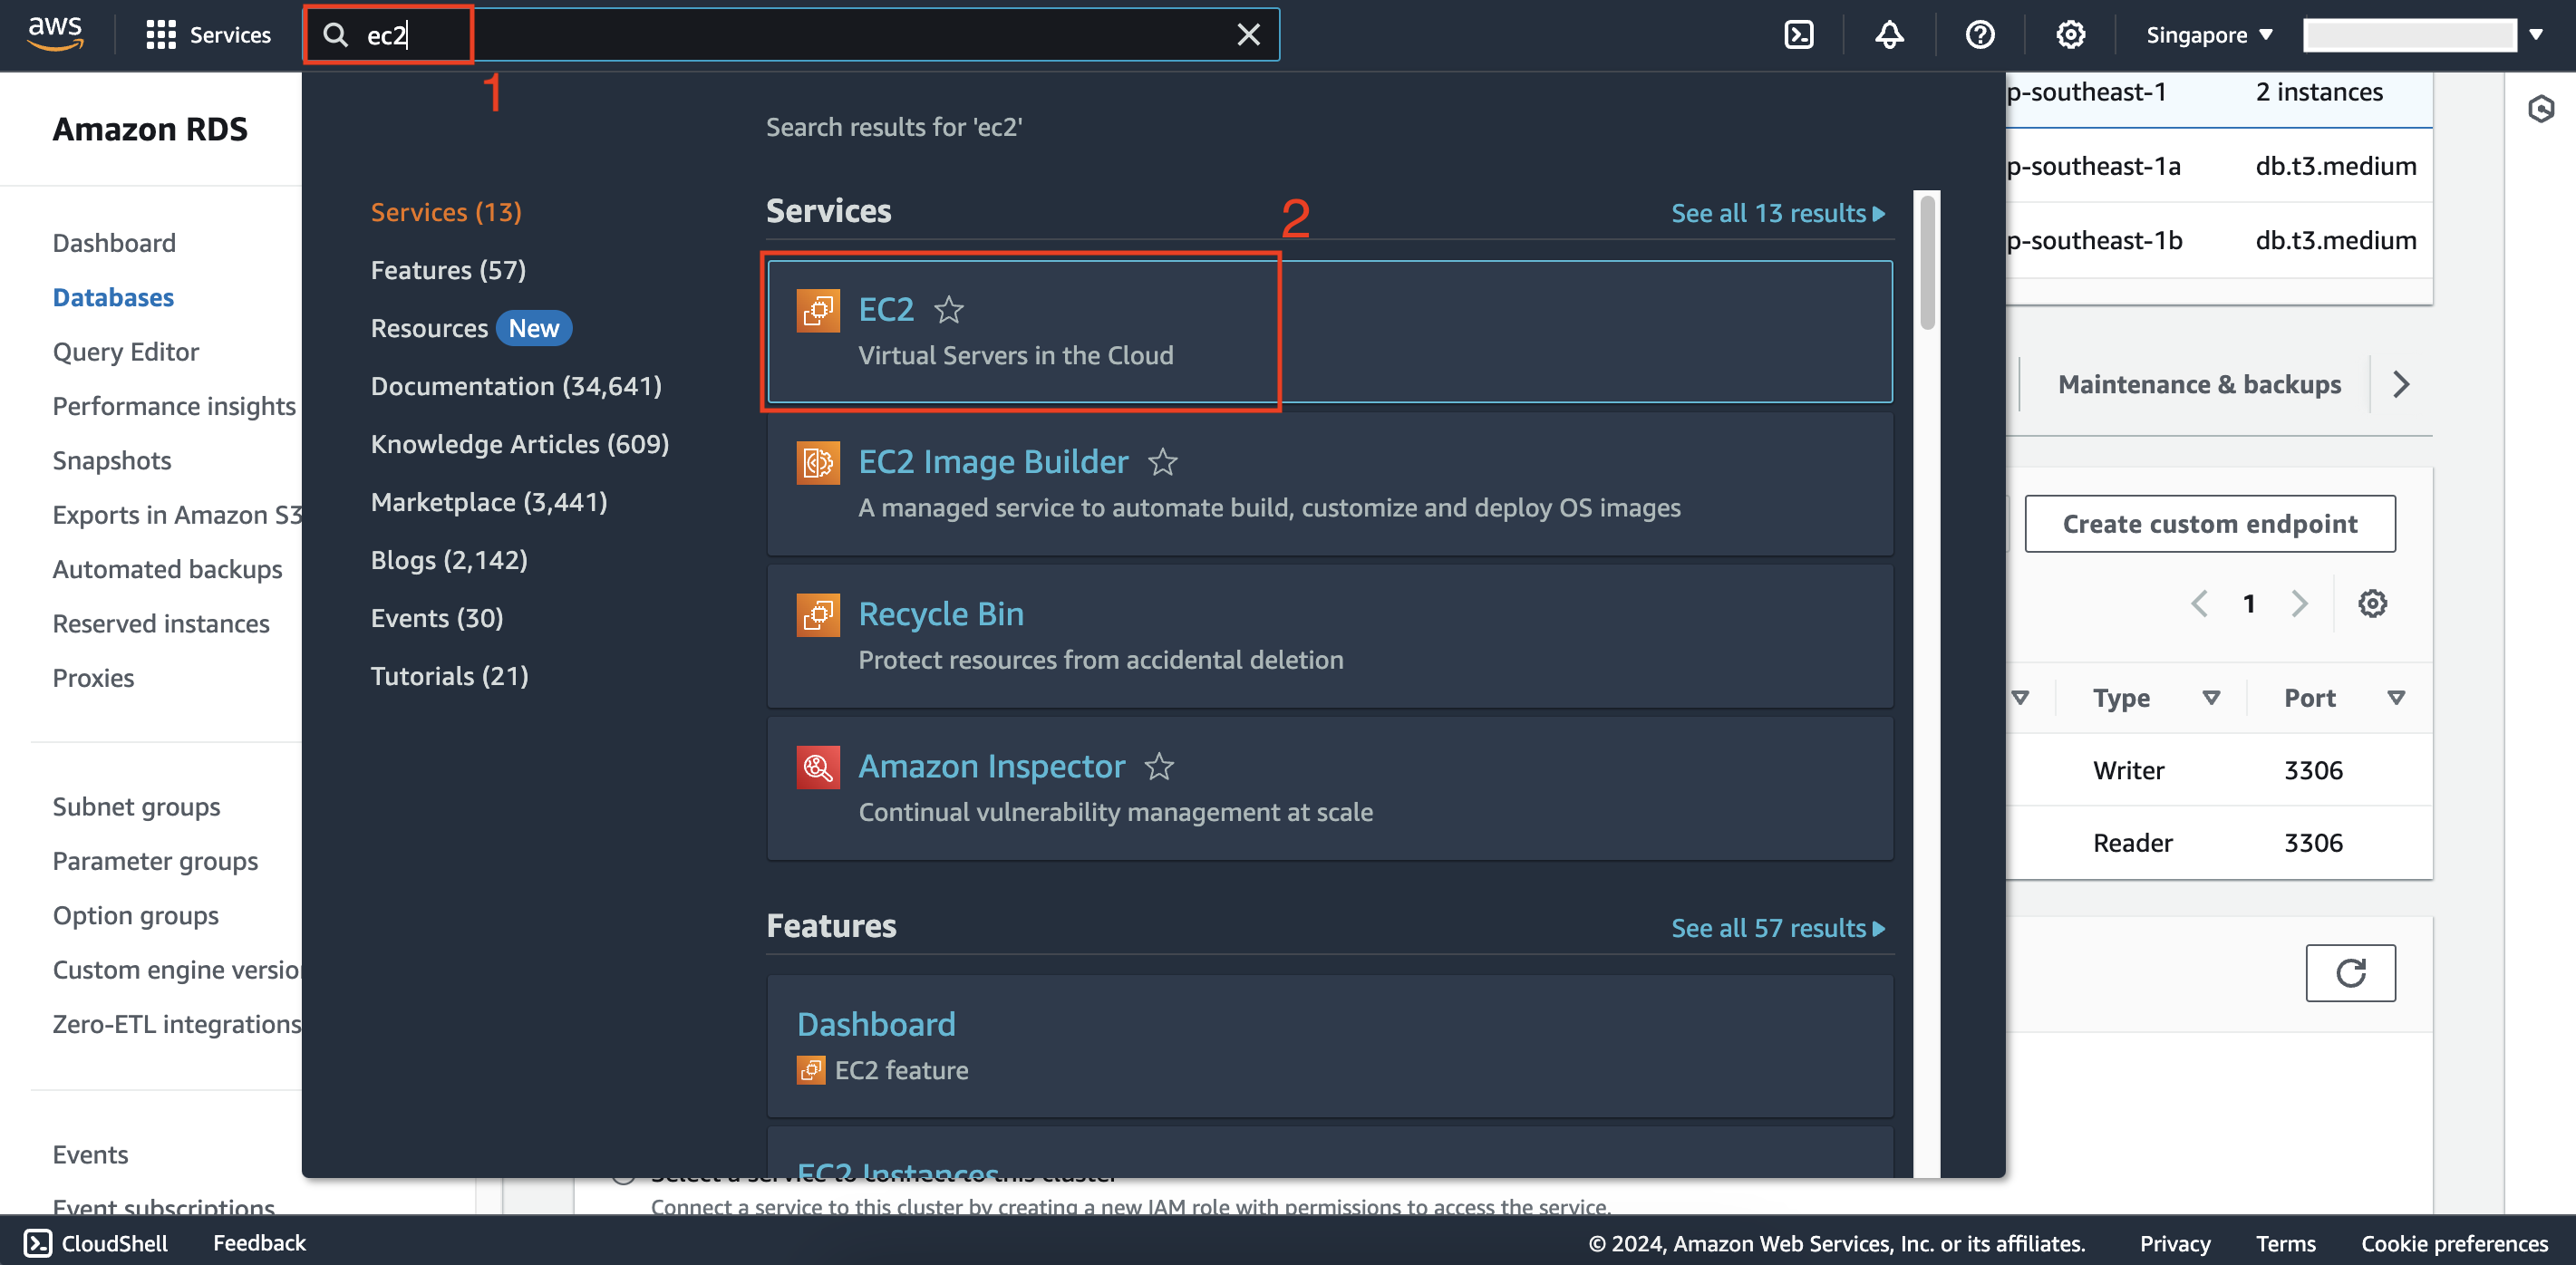 aws
Services
ec2
Singapore
1
Amazon RDS
Dashboard
Databases
Query Editor
Performance insights
Snapshots
Exports in Amazon S3
Automated backups
Reserved instances
Proxies
Subnet groups
Parameter groups
Option groups
Custom engine versio
Zero-ETL integrations
Events
Event subscriptions
Search results for 'ec2'
Services (13)
Features (57)
Resources New
Documentation (34,641)
Knowledge Articles (609)
Marketplace (3,441)
Blogs (2,142)
Events (30)
Tutorials (21)
Services
See all 13 results
2
EC2
Virtual Servers in the Cloud
EC2 Image Builder
A managed service to automate build, customize and deploy OS images
Recycle Bin
Protect resources from accidental deletion
Amazon Inspector
Continual vulnerability management at scale
Features
See all 57 results
Dashboard
EC2 feature
EC2 Instances
p-southeast-1 2 instances
p-southeast-1a db.t3.medium
p-southeast-1b db.t3.medium
Maintenance & backups
Create custom endpoint
1
Type Port
Writer 3306
Reader 3306
Select a service to connect to this cluster
Connect a service to this cluster by creating a new IAM role with permissions to access the service.
CloudShell Feedback
© 2024, Amazon Web Services, Inc. or its affiliates. Privacy Terms Cookie preferences